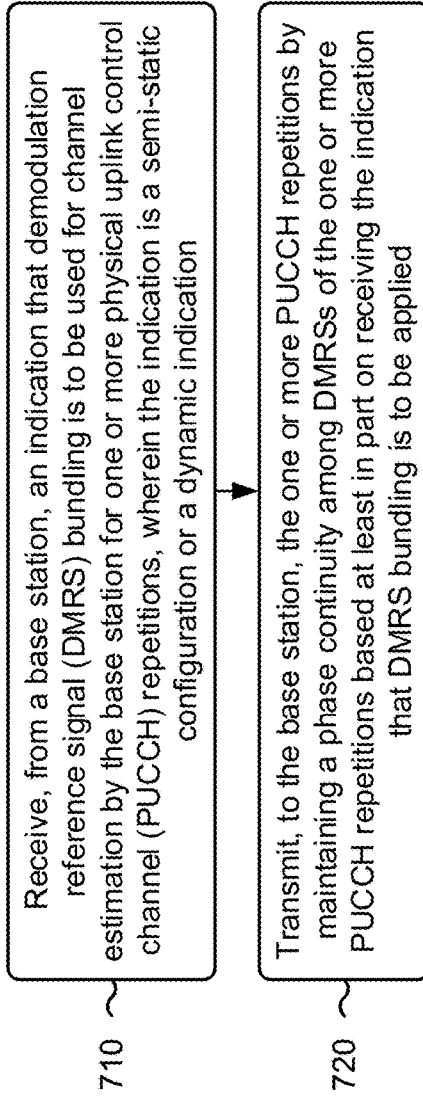 710
Receive, from a base station, an indication that demodulation
reference signal (DMRS) bundling is to be used for channel
estimation by the base station for one or more physical uplink control
channel (PUCCH) repetitions, wherein the indication is a semi-static
configuration or a dynamic indication
720
Transmit, to the base station, the one or more PUCCH repetitions by
maintaining a phase continuity among DMRSs of the one or more
PUCCH repetitions based at least in part on receiving the indication
that DMRS bundling is to be applied